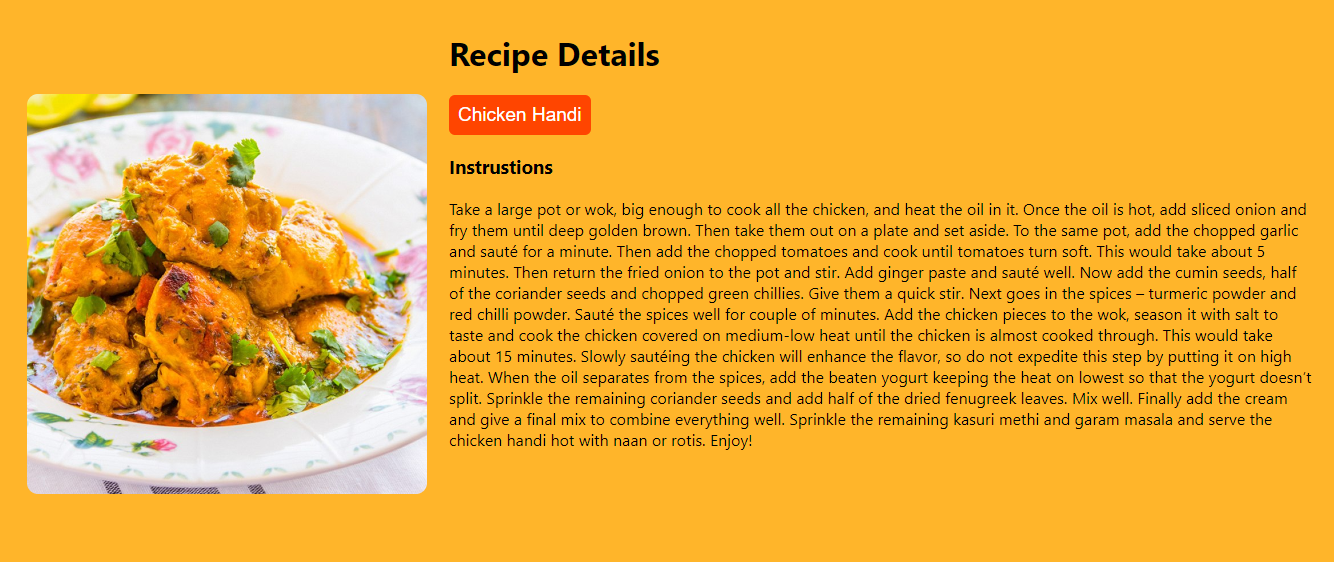 Recipe Details
Chicken Handi
Instrustions
Take a large pot or wok, big enough to cook all the chicken, and heat the oil in it. Once the oil is hot, add sliced onion and
fry them until deep golden brown. Then take them out on a plate and set aside. To the same pot, add the chopped garlic
and sauté for a minute. Then add the chopped tomatoes and cook until tomatoes turn soft. This would take about 5
minutes. Then return the fried onion to the pot and stir. Add ginger paste and sauté well. Now add the cumin seeds, half
of the coriander seeds and chopped green chillies. Give them a quick stir. Next goes in the spices – turmeric powder and
red chilli powder. Sauté the spices well for couple of minutes. Add the chicken pieces to the wok, season it with salt to
taste and cook the chicken covered on medium-low heat until the chicken is almost cooked through. This would take
about 15 minutes. Slowly sautéing the chicken will enhance the flavor, so do not expedite this step by putting it on high
heat. When the oil separates from the spices, add the beaten yogurt keeping the heat on lowest so that the yogurt doesn’t
split. Sprinkle the remaining coriander seeds and add half of the dried fenugreek leaves. Mix well. Finally add the cream
and give a final mix to combine everything well. Sprinkle the remaining kasuri methi and garam masala and serve the
chicken handi hot with naan or rotis. Enjoy!